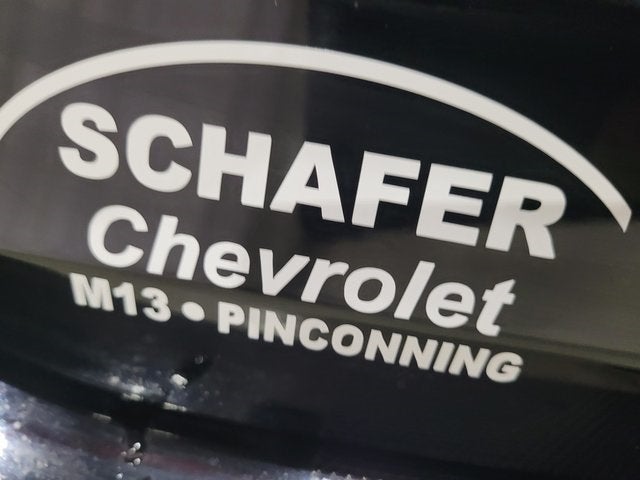 SCHAFER
Chevrolet
M13 • PINCONNING